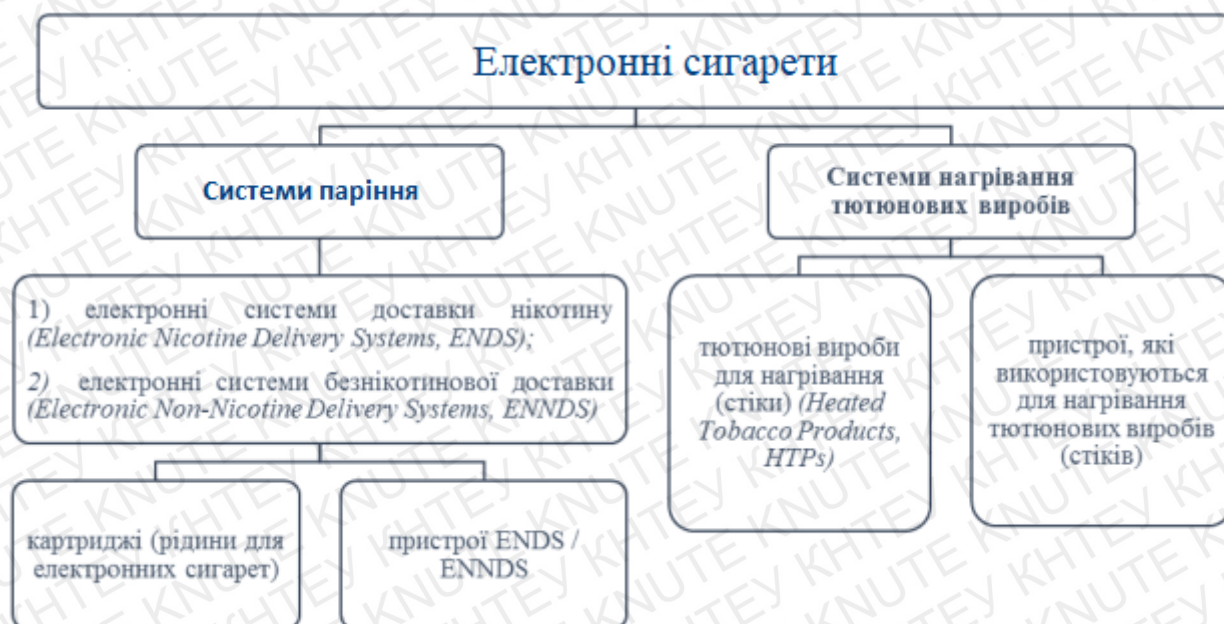 Електронні сигарети
Системи паріння
Системи нагрівання
тютюнових виробів
1) електронні системи доставки нікотину
(Electronic Nicotine Delivery Systems, ENDS);
2) електронні системи безнікотинової доставки
(Electronic Non-Nicotine Delivery Systems, ENNDS)
тютюнові вироби
для нагрівання
(стіки) (Heated
Tobacco Products,
HTPs)
пристрої, які
використовуються
для нагрівання
тютюнових виробів
(стіків)
картриджі (рідини для
електронних сигарет)
пристрої ENDS /
ENNDS